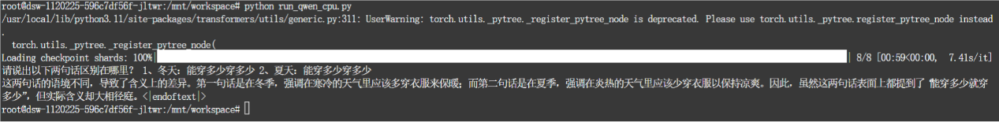 root@dsw-1120225-596c7df56f-jltwr:/mnt/workspace# python run_qwen_cpu.py
/usr/local/lib/python3.11/site-packages/transformers/utils/generic.py:311: UserWarning: torch.utils._pytree._register_pytree_node is deprecated. Please use torch.utils._pytree.register_pytree_node instead
.
  torch.utils._pytree._register_pytree_node(
Loading checkpoint shards: 100%|██████████| 8/8 [00:59<00:00,  7.41s/it]
请说出以下两句话区别在哪里？ 1、冬天：能穿多少穿多少 2、夏天：能穿多少穿多少
这两句话的语境不同，导致了含义上的差异。第一句话是在冬季，强调在寒冷的天气里应该多穿衣服来保暖；而第二句话是在夏季，强调在炎热的天气里应该少穿衣服以保持凉爽。因此，虽然这两句话表面上都提到了“能穿多少就穿
多少”，但实际含义却大相径庭。<|endoftext|>
root@dsw-1120225-596c7df56f-jltwr:/mnt/workspace#